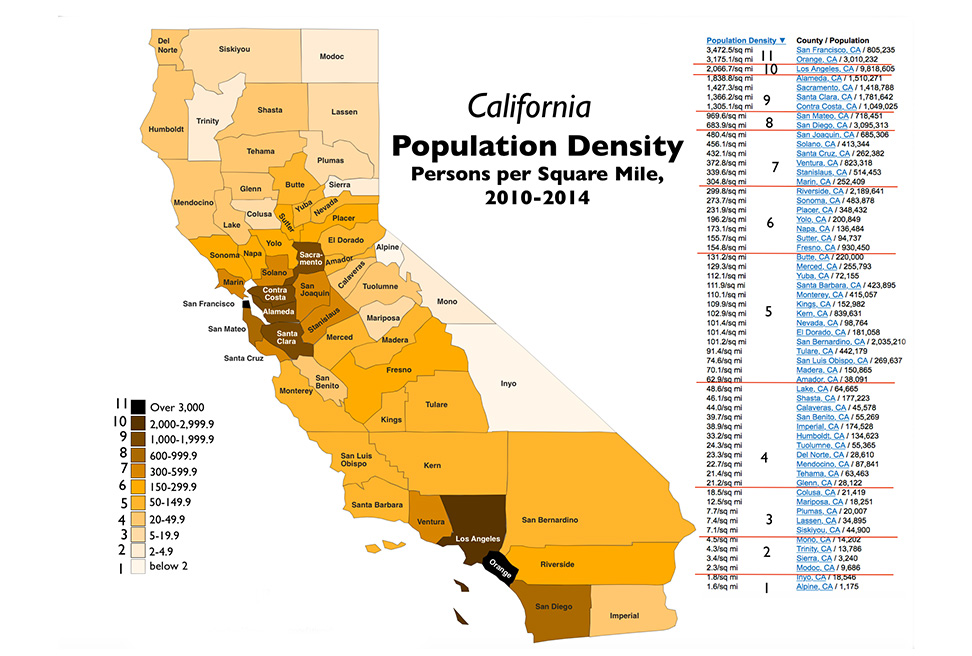 California
Population Density
Persons per Square Mile,
2010-2014
Population Density ▼ County / Population
3,472.5/sq mi San Francisco, CA / 805,235
11
3,175.1/sq mi Orange, CA / 3,010,232
2,066.7/sq mi 10 Los Angeles, CA / 9,818,605
1,838.8/sq mi Alameda, CA / 1,510,271
1,427.3/sq mi Sacramento, CA / 1,418,788
9
1,366.2/sq mi Santa Clara, CA / 1,781,642
1,305.1/sq mi Contra Costa, CA / 1,049,025
969.6/sq mi San Mateo, CA / 718,451
8
683.9/sq mi San Diego, CA / 3,095,313
480.4/sq mi San Joaquin, CA / 685,306
456.1/sq mi Solano, CA / 413,344
432.1/sq mi Santa Cruz, CA / 262,382
7
372.8/sq mi Ventura, CA / 823,318
339.6/sq mi Stanislaus, CA / 514,453
304.8/sq mi Marin, CA / 252,409
299.8/sq mi Riverside, CA / 2,189,641
273.7/sq mi Sonoma, CA / 483,878
231.9/sq mi Placer, CA / 348,432
6
196.2/sq mi Yolo, CA / 200,849
173.1/sq mi Napa, CA / 136,484
155.7/sq mi Sutter, CA / 94,737
154.8/sq mi Fresno, CA / 930,450
131.2/sq mi Butte, CA / 220,000
129.3/sq mi Merced, CA / 255,793
112.1/sq mi Yuba, CA / 72,155
111.9/sq mi Santa Barbara, CA / 423,895
110.1/sq mi Monterey, CA / 415,057
109.9/sq mi Kings, CA / 152,982
5
102.9/sq mi Kern, CA / 839,631
101.4/sq mi Nevada, CA / 98,764
101.4/sq mi El Dorado, CA / 181,058
101.2/sq mi San Bernardino, CA / 2,035,210
91.4/sq mi Tulare, CA / 442,179
74.6/sq mi San Luis Obispo, CA / 269,637
70.1/sq mi Madera, CA / 150,865
62.9/sq mi Amador, CA / 38,091
48.6/sq mi Lake, CA / 64,665
46.1/sq mi Shasta, CA / 177,223
44.0/sq mi Calaveras, CA / 45,578
39.7/sq mi San Benito, CA / 55,269
38.9/sq mi Imperial, CA / 174,528
33.2/sq mi Humboldt, CA / 134,623
24.3/sq mi Tuolumne, CA / 55,365
23.3/sq mi Del Norte, CA / 28,610
4
22.7/sq mi Mendocino, CA / 87,841
21.4/sq mi Tehama, CA / 63,463
21.2/sq mi Glenn, CA / 28,122
18.5/sq mi Colusa, CA / 21,419
12.5/sq mi Mariposa, CA / 18,251
7.7/sq mi Plumas, CA / 20,007
3
7.4/sq mi Lassen, CA / 34,895
7.1/sq mi Siskiyou, CA / 44,900
4.5/sq mi Mono, CA / 14,202
4.3/sq mi Trinity, CA / 13,786
2
3.4/sq mi Sierra, CA / 3,240
2.3/sq mi Modoc, CA / 9,686
1.8/sq mi Inyo, CA / 18,546
1.6/sq mi Alpine, CA / 1,175
1
Del
Norte
Siskiyou
Modoc
Humboldt
Trinity
Shasta
Lassen
Tehama
Plumas
Mendocino
Glenn
Butte
Sierra
Colusa
Lake
Sutter
Yuba
Nevada
Placer
Sonoma
Napa
Yolo
El Dorado
Sacra-
mento
Amador
Alpine
Solano
Marin
Contra
Costa
San
Joaquin
Calaveras
Tuolumne
Mono
San Francisco
Alameda
Stanislaus
Mariposa
San Mateo
Santa
Clara
Merced
Madera
Santa Cruz
Fresno
San
Benito
Monterey
Inyo
Tulare
Kings
San Luis
Obispo
Kern
Santa Barbara
Ventura
San Bernardino
Los Angeles
Orange
Riverside
San Diego
Imperial
11 Over 3,000
10 2,000-2,999.9
9 1,000-1,999.9
8 600-999.9
7 300-599.9
6 150-299.9
5 50-149.9
4 20-49.9
3 5-19.9
2 2-4.9
1 below 2